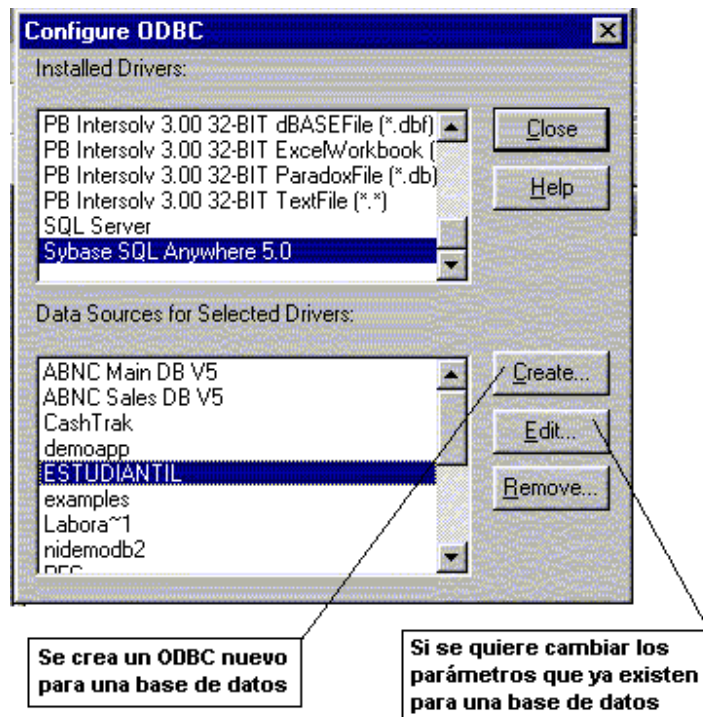 Configure ODBC
Installed Drivers:
PB Intersolv 3.00 32-BIT dBASEFile (*.dbf)
PB Intersolv 3.00 32-BIT ExcelWorkbook (
PB Intersolv 3.00 32-BIT ParadoxFile (*.db)
PB Intersolv 3.00 32-BIT TextFile (*.*)
SQL Server
Sybase SQL Anywhere 5.0
Close
Help
Data Sources for Selected Drivers:
ABNC Main DB V5
ABNC Sales DB V5
CashTrak
demoapp
ESTUDIANTIL
examples
Labora~1
nidemodb2
Create...
Edit...
Remove...
Se crea un ODBC nuevo
para una base de datos
Si se quiere cambiar los
parámetros que ya existen
para una base de datos